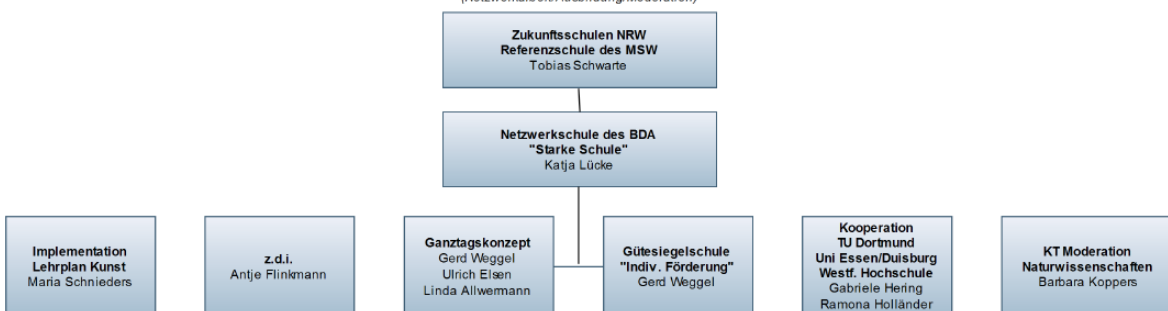 Zukunftsschulen NRW
Referenzschule des MSW
Tobias Schwarte
Netzwerkschule des BDA
"Starke Schule"
Katja Lücke
Implementation
Lehrplan Kunst
Maria Schnieders
z.d.i.
Antje Flinkmann
Ganztagskonzept
Gerd Weggel
Ulrich Elsen
Linda Allwermann
Gütesiegelschule
"Indiv. Förderung"
Gerd Weggel
Kooperation
TU Dortmund
Uni Essen/Duisburg
Westf. Hochschule
Gabriele Hering
Ramona Holländer
KT Moderation
Naturwissenschaften
Barbara Koppers